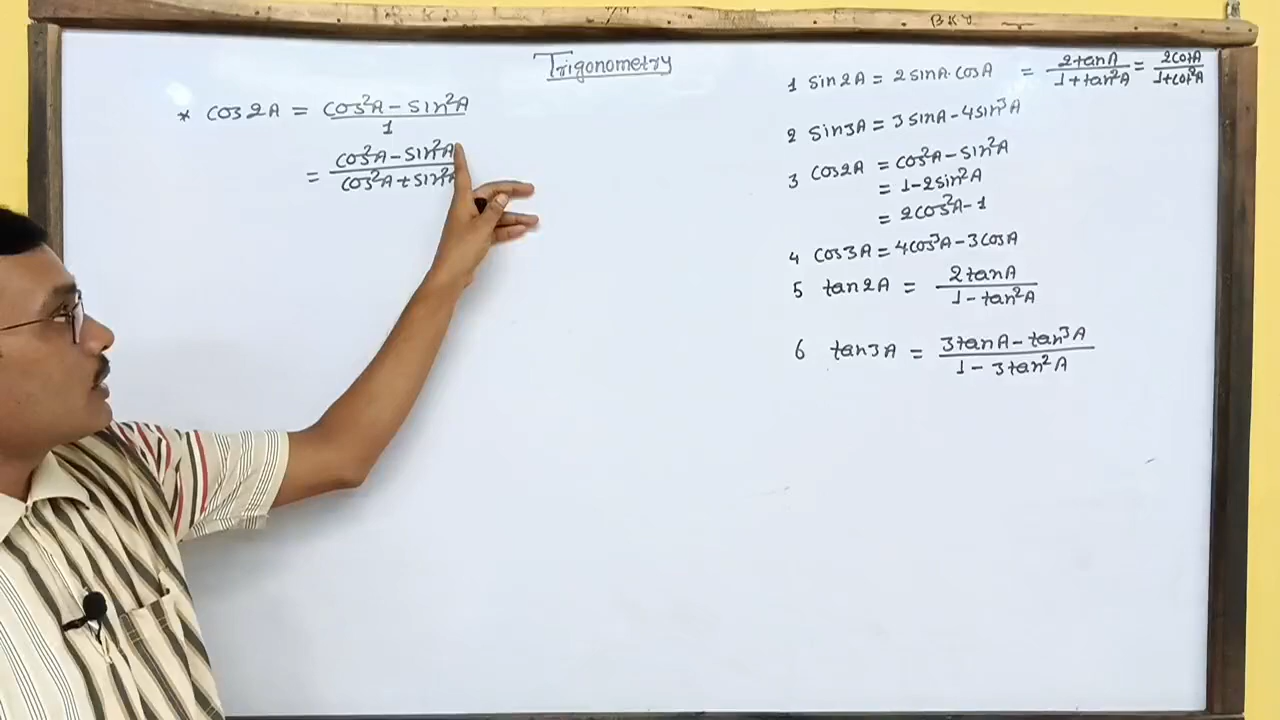 BKJ
Trigonometry
* cos2A = cos²A - sin²A / 1
= cos²A - sin²A / cos²A + sin²A
1 sin2A = 2sinA·cosA = 2tanA / 1+tan²A = 2cotA / 1+cot²A
2 sin3A = 3sinA - 4sin³A
3 cos2A = cos²A - sin²A
= 1-2sin²A
= 2cos²A-1
4 cos3A = 4cos³A - 3cosA
5 tan2A = 2tanA / 1 - tan²A
6 tan3A = 3tanA - tan³A / 1 - 3tan²A